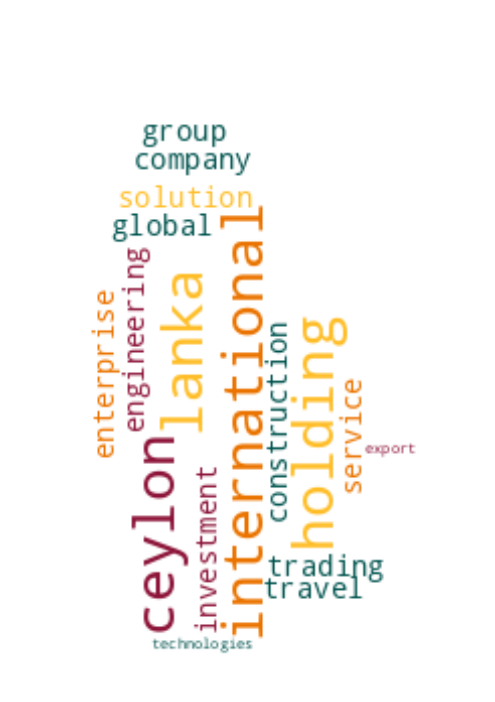 group
company
solution
global
international
engineering
lanka
enterprise
holding
construction
service
ceylon
export
investment
trading
travel
technologies